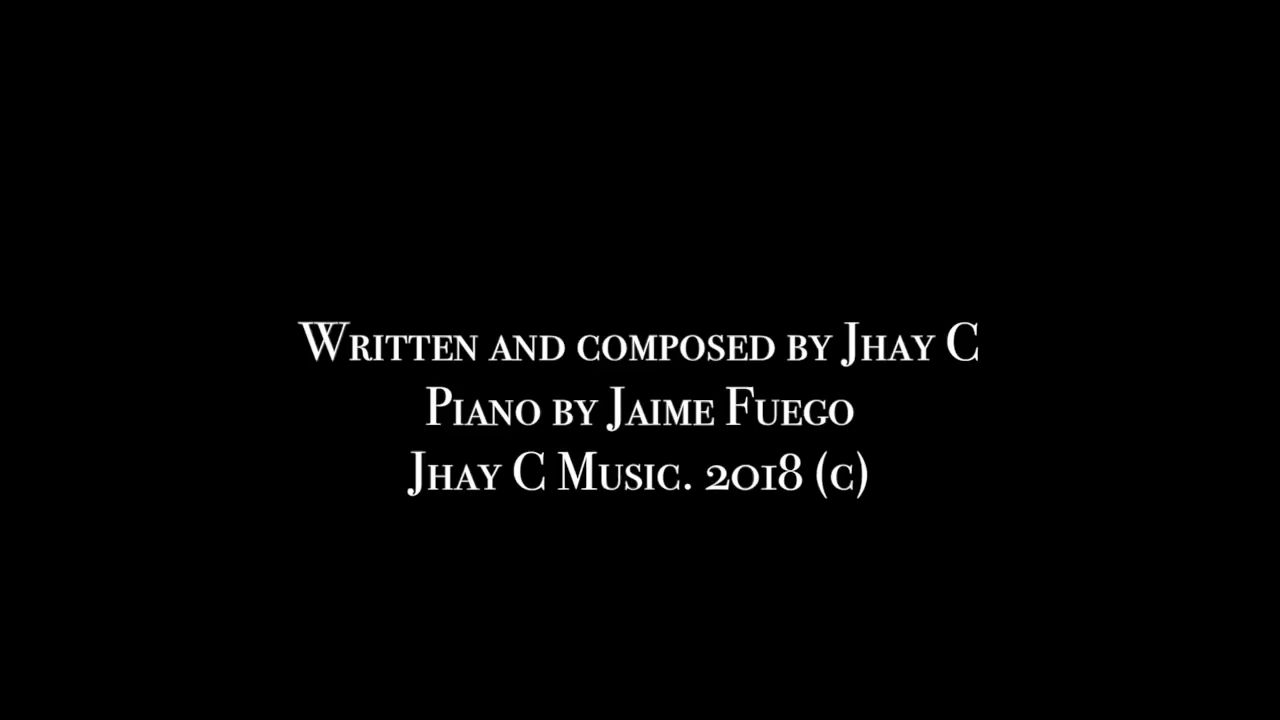 Written and composed by Jhay C
Piano by Jaime Fuego
Jhay C Music. 2018 (c)